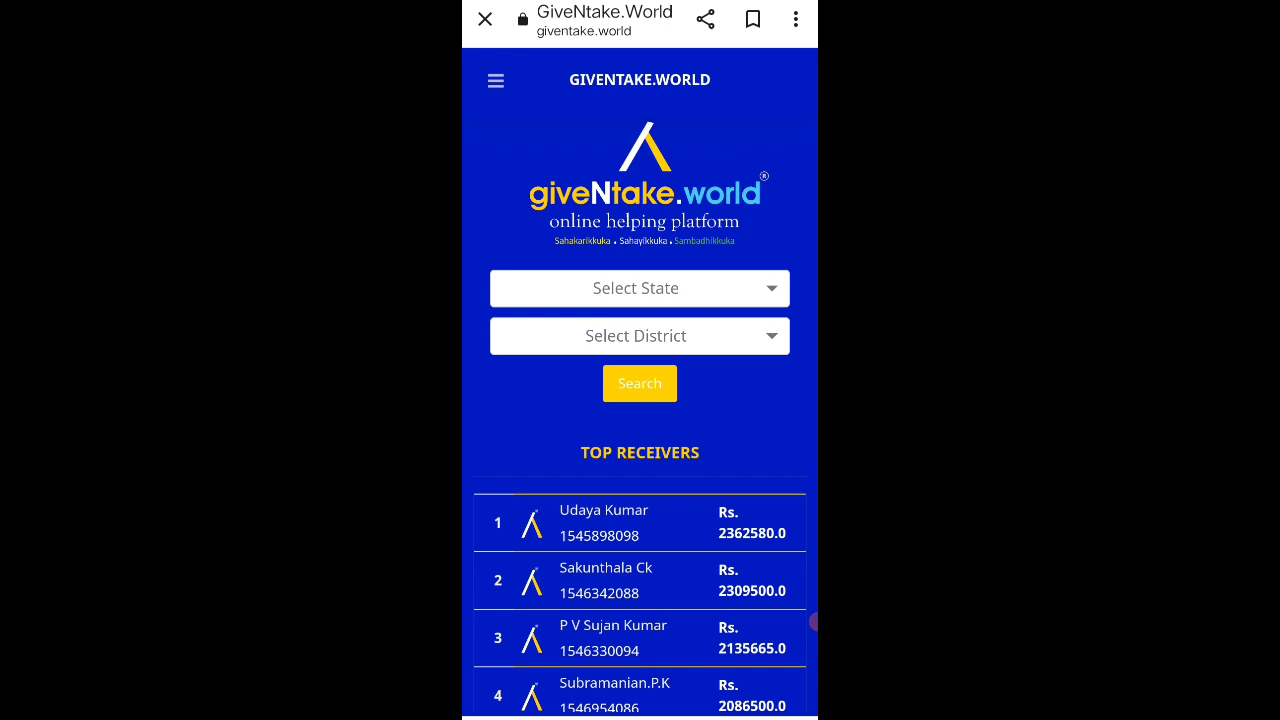 GiveNtake.World
giventake.world
GIVENTAKE.WORLD
giveNtake.world®
online helping platform
Sahakarikkuka . Sahayikkuka . Sambadhikkuka
Select State
Select District
Search
TOP RECEIVERS
1 Udaya Kumar 1545898098 Rs. 2362580.0
2 Sakunthala Ck 1546342088 Rs. 2309500.0
3 P V Sujan Kumar 1546330094 Rs. 2135665.0
4 Subramanian.P.K 1546954086 Rs. 2086500.0